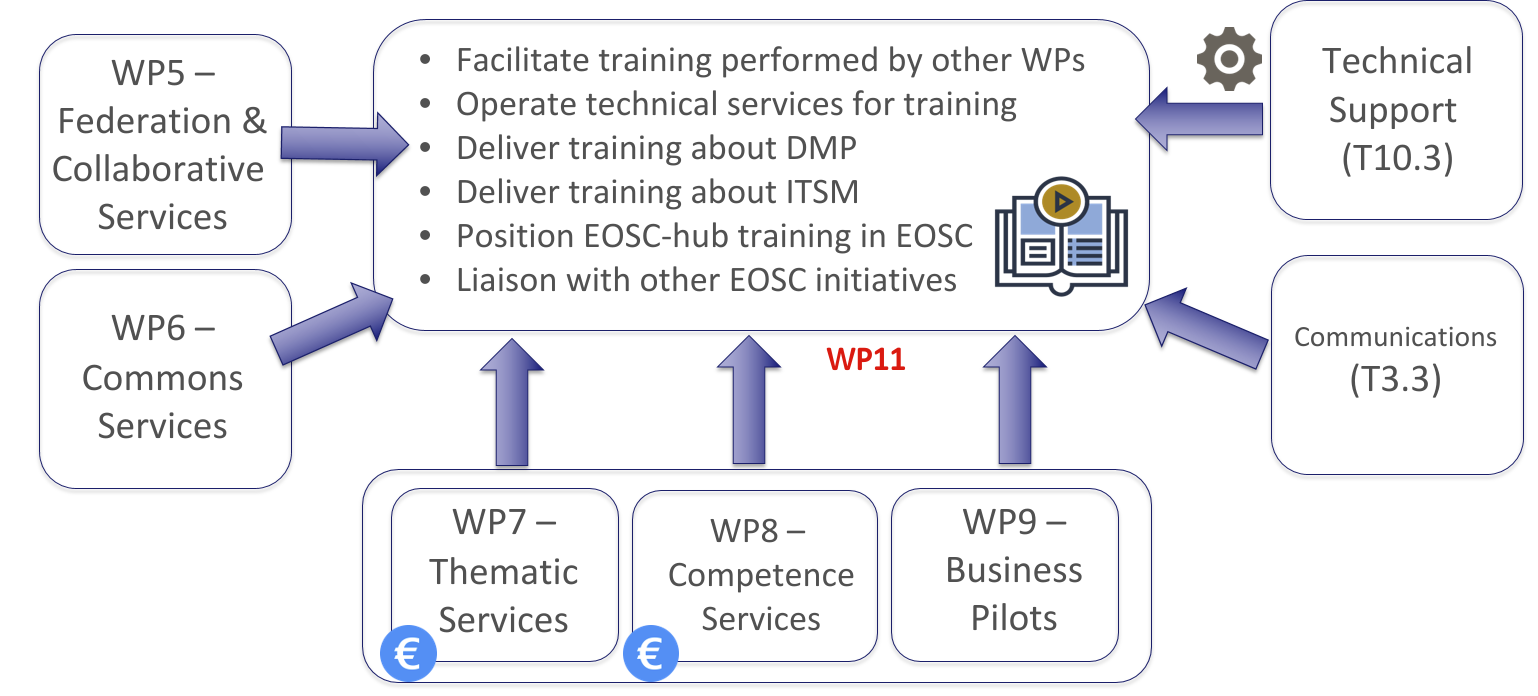 WP5 –
Federation &
Collaborative
Services
WP6 –
Commons
Services
• Facilitate training performed by other WPs
• Operate technical services for training
• Deliver training about DMP
• Deliver training about ITSM
• Position EOSC-hub training in EOSC
• Liaison with other EOSC initiatives
WP11
Technical
Support
(T10.3)
Communications
(T3.3)
WP7 –
Thematic
Services
€
WP8 –
Competence
Services
€
WP9 –
Business
Pilots